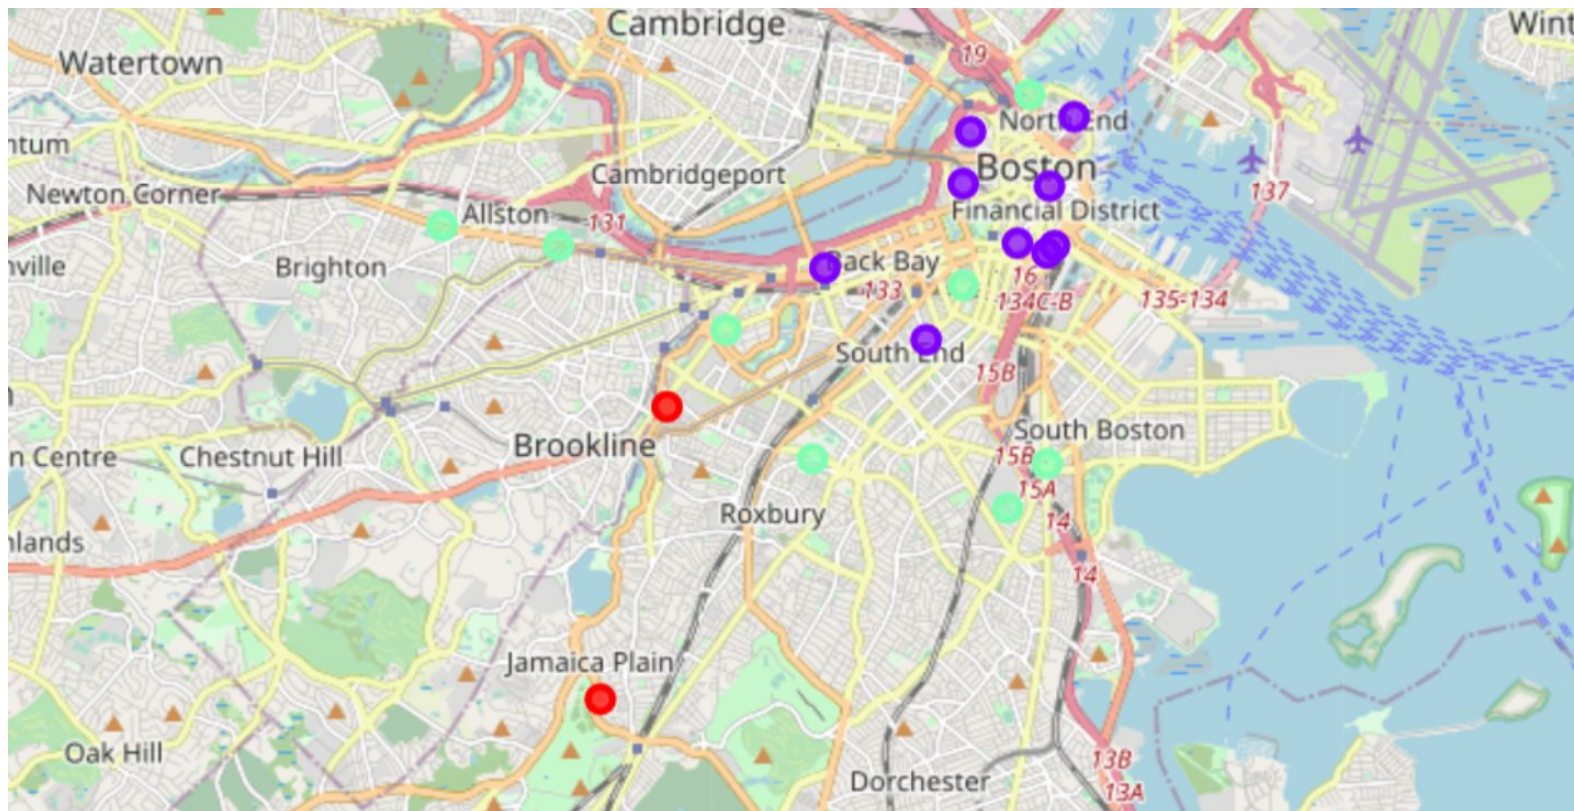 Cambridge
Wint
Watertown
19
North End
ntum
Boston
Cambridgeport
Newton Corner
137
Allston
131
Financial District
nville
Brighton
Back Bay
16
133
134C-B
135-134
South End
15B
South Boston
Brookline
n Centre
Chestnut Hill
15B
15A
Roxbury
14
nlands
14
Jamaica Plain
Oak Hill
13B
Dorchester
13A